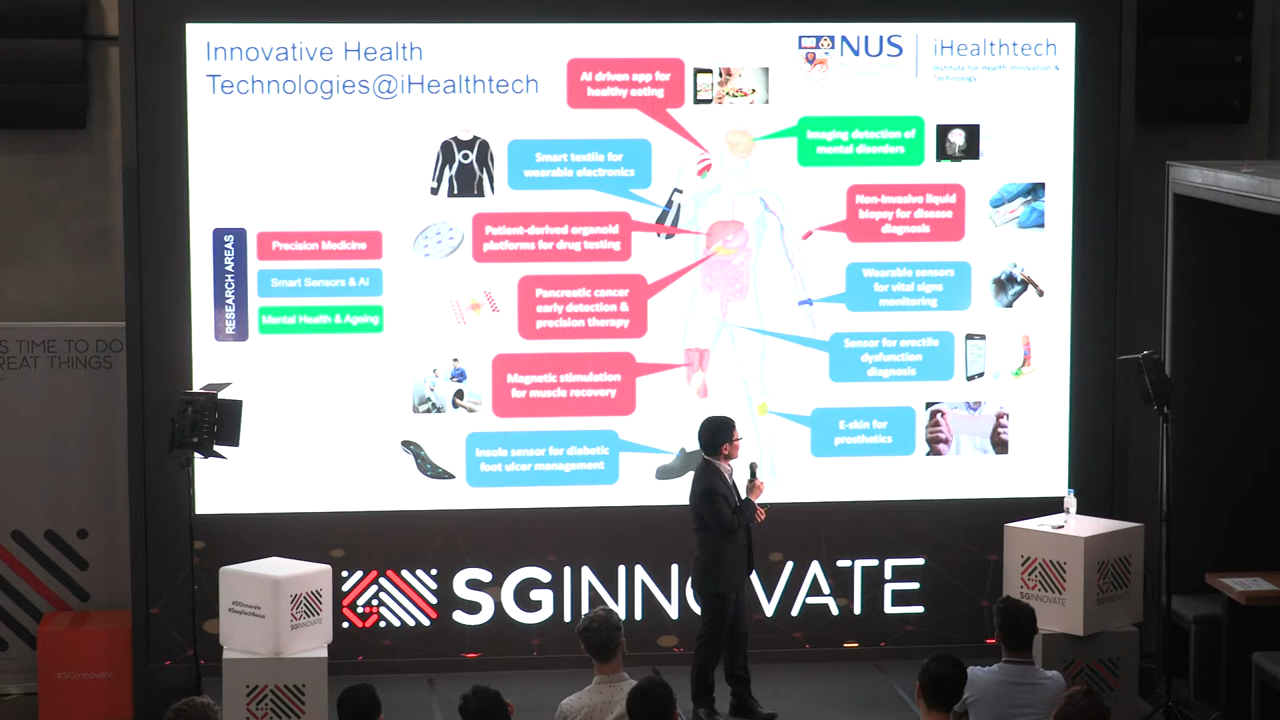 Innovative Health
Technologies@iHealthtech
NUS
iHealthtech
Institute for Health Innovation &
Technology
AI driven app for
healthy eating
Imaging detection of
mental disorders
Smart textile for
wearable electronics
Non-invasive liquid
biopsy for disease
diagnosis
Patient-derived organoid
platforms for drug testing
RESEARCH AREAS
Precision Medicine
Smart Sensors & AI
Mental Health & Ageing
Wearable sensors
for vital signs
monitoring
Pancreatic cancer
early detection &
precision therapy
Sensor for erectile
dysfunction
diagnosis
Magnetic stimulation
for muscle recovery
E-skin for
prosthetics
Insole sensor for diabetic
foot ulcer management
S TIME TO DO
REAT THINGS
SGINNOVATE
#SGInnovate
#DeepTechNexus
SGINNOVATE
SGINNOVATE
SGINNOVATE
#SGInnovate